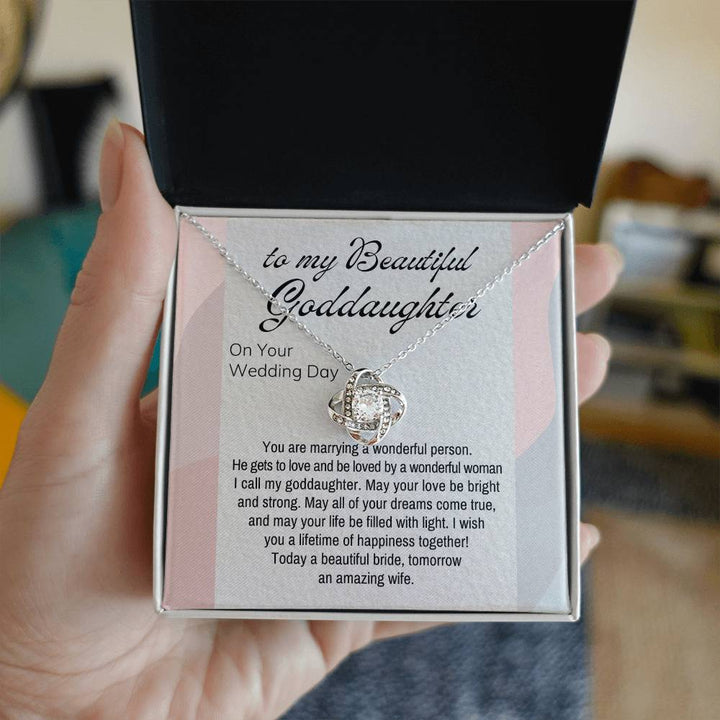 to my Beautiful
Goddaughter
On Your
Wedding Day
You are marrying a wonderful person.
He gets to love and be loved by a wonderful woman
I call my goddaughter. May your love be bright
and strong. May all of your dreams come true,
and may your life be filled with light. I wish
you a lifetime of happiness together!
Today a beautiful bride, tomorrow
an amazing wife.